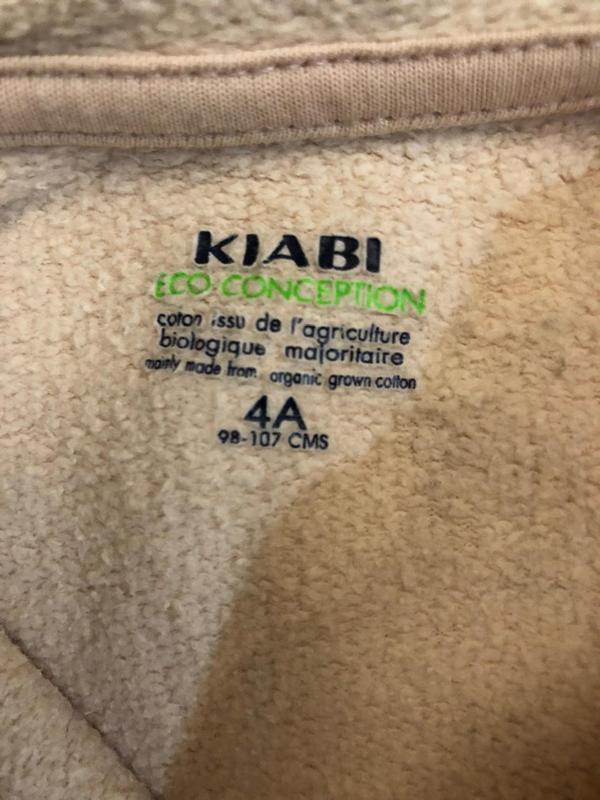 KIABI
ECO CONCEPTION
coton issu de l'agriculture
biologique majoritaire
mainly made from organic grown cotton
4A
98-107 CMS